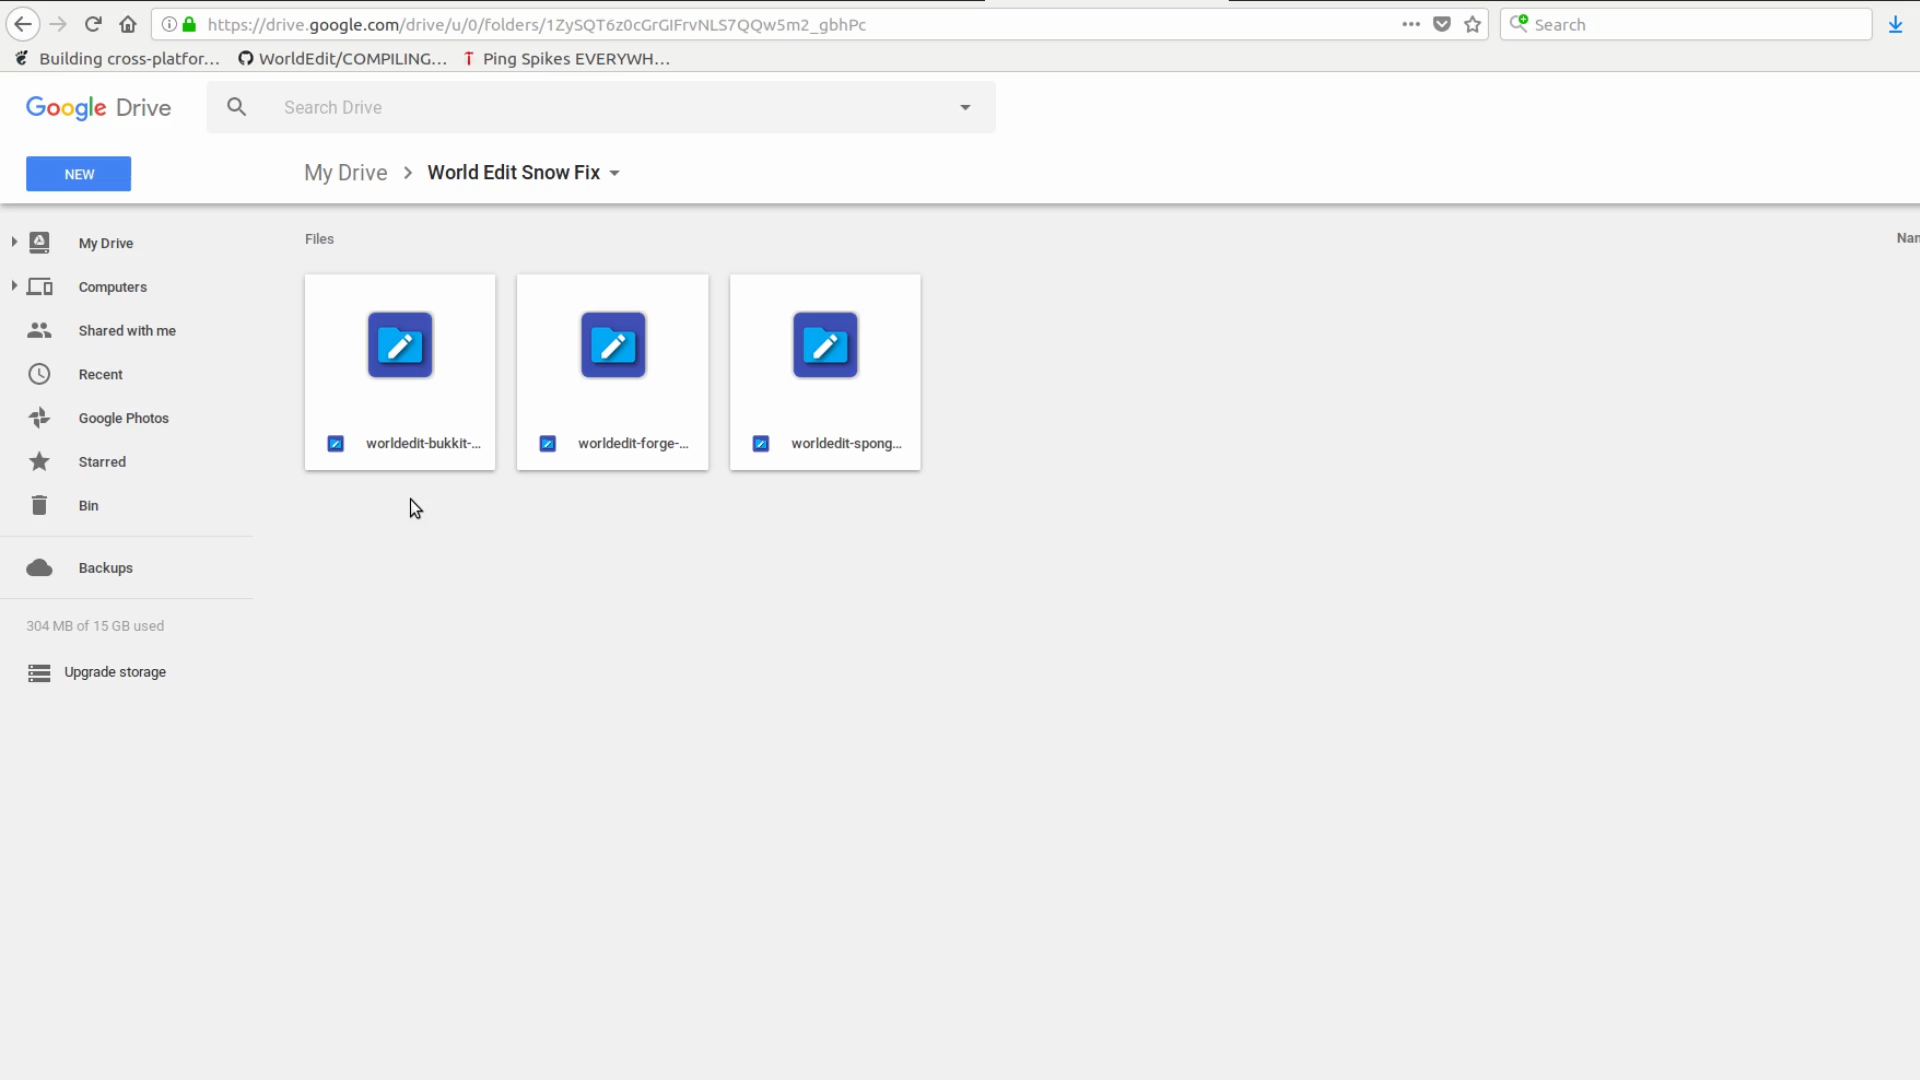 https://drive.google.com/drive/u/0/folders/1ZySQT6z0cGrGIFrvNLS7QQw5m2_gbhPc
Search
Building cross-platfor...
WorldEdit/COMPILING...
Ping Spikes EVERYWH...
Google Drive
Search Drive
NEW
My Drive > World Edit Snow Fix
My Drive
Computers
Shared with me
Recent
Google Photos
Starred
Bin
Backups
304 MB of 15 GB used
Upgrade storage
Files
Nam
worldedit-bukkit-...
worldedit-forge-...
worldedit-spong...